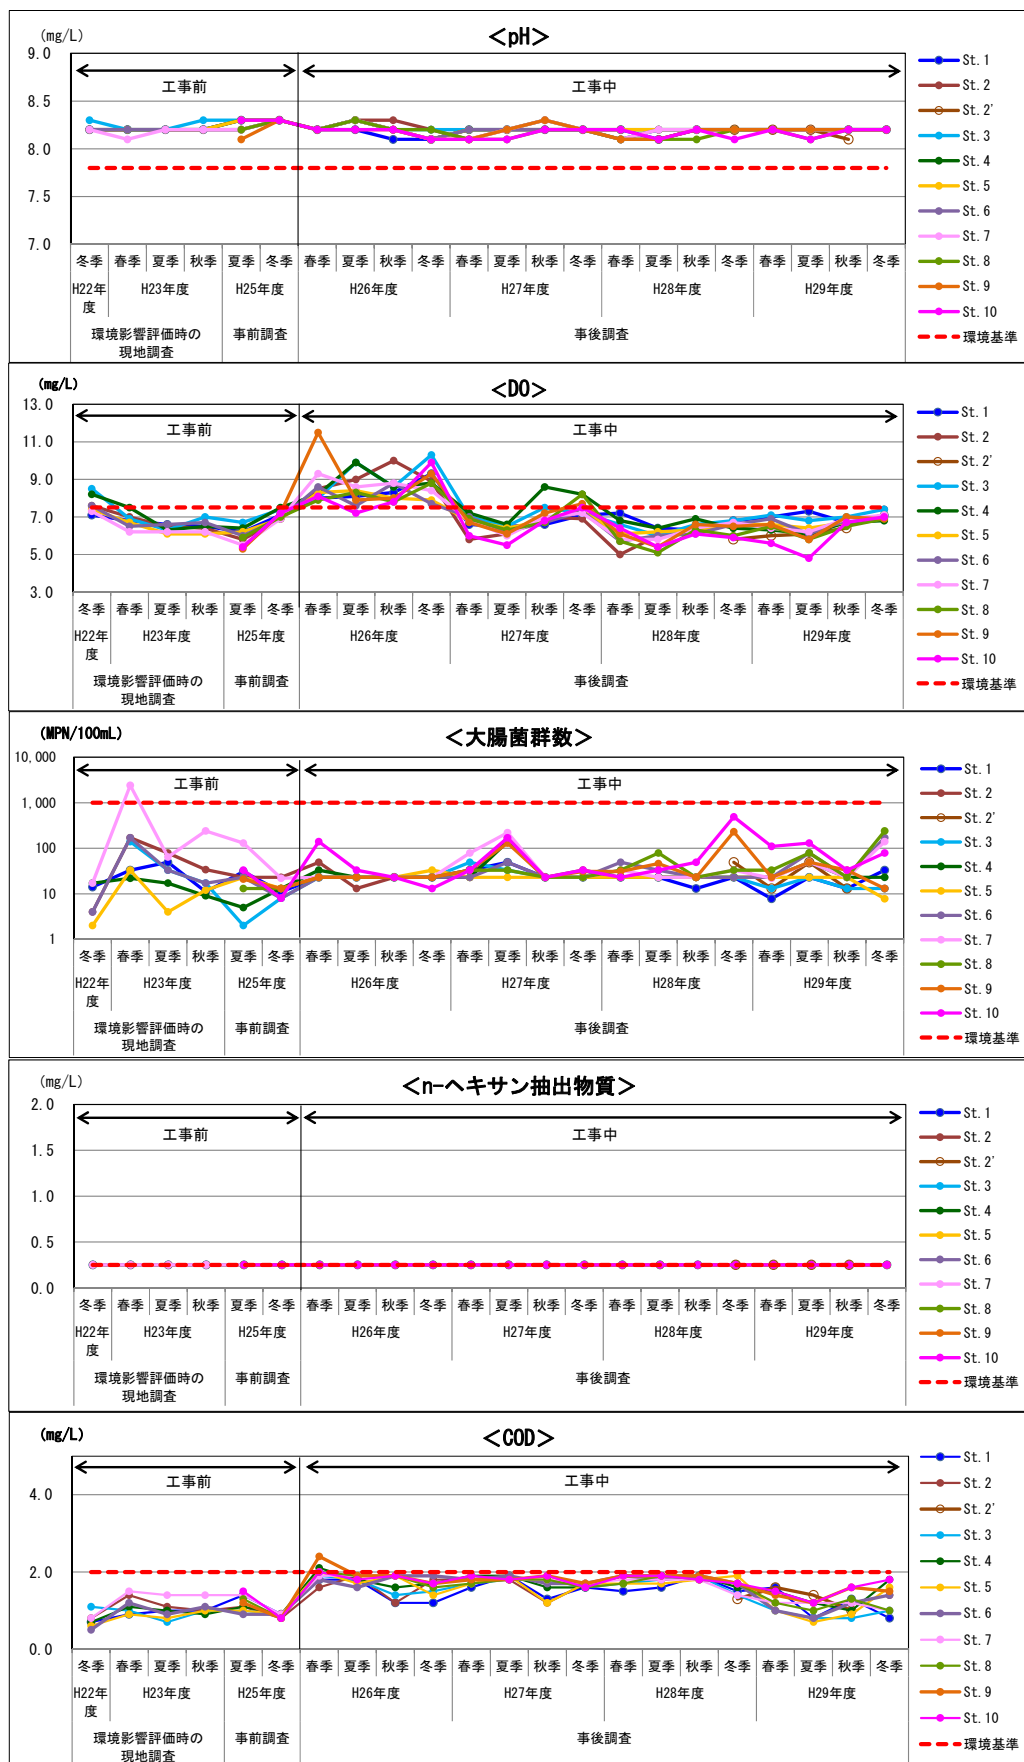 (mg/L)
＜pH＞
9.0
8.5
8.0
7.5
7.0
工事前
工事中
冬季 春季 夏季 秋季 夏季 冬季 春季 夏季 秋季 冬季 春季 夏季 秋季 冬季 春季 夏季 秋季 冬季 春季 夏季 秋季 冬季
H22年度 H23年度 H25年度 H26年度 H27年度 H28年度 H29年度
環境影響評価時の
現地調査
事前調査
事後調査
St. 1
St. 2
St. 2'
St. 3
St. 4
St. 5
St. 6
St. 7
St. 8
St. 9
St. 10
環境基準
(mg/L)
＜DO＞
13.0
11.0
9.0
7.0
5.0
3.0
工事前
工事中
冬季 春季 夏季 秋季 夏季 冬季 春季 夏季 秋季 冬季 春季 夏季 秋季 冬季 春季 夏季 秋季 冬季 春季 夏季 秋季 冬季
H22年度 H23年度 H25年度 H26年度 H27年度 H28年度 H29年度
環境影響評価時の
現地調査
事前調査
事後調査
St. 1
St. 2
St. 2'
St. 3
St. 4
St. 5
St. 6
St. 7
St. 8
St. 9
St. 10
環境基準
(MPN/100mL)
＜大腸菌群数＞
10,000
1,000
100
10
1
工事前
工事中
冬季 春季 夏季 秋季 夏季 冬季 春季 夏季 秋季 冬季 春季 夏季 秋季 冬季 春季 夏季 秋季 冬季 春季 夏季 秋季 冬季
H22年度 H23年度 H25年度 H26年度 H27年度 H28年度 H29年度
環境影響評価時の
現地調査
事前調査
事後調査
St. 1
St. 2
St. 2'
St. 3
St. 4
St. 5
St. 6
St. 7
St. 8
St. 9
St. 10
環境基準
(mg/L)
＜n-ヘキサン抽出物質＞
2.0
1.5
1.0
0.5
0.0
工事前
工事中
冬季 春季 夏季 秋季 夏季 冬季 春季 夏季 秋季 冬季 春季 夏季 秋季 冬季 春季 夏季 秋季 冬季 春季 夏季 秋季 冬季
H22年度 H23年度 H25年度 H26年度 H27年度 H28年度 H29年度
環境影響評価時の
現地調査
事前調査
事後調査
St. 1
St. 2
St. 2'
St. 3
St. 4
St. 5
St. 6
St. 7
St. 8
St. 9
St. 10
環境基準
(mg/L)
＜COD＞
4.0
2.0
0.0
工事前
工事中
冬季 春季 夏季 秋季 夏季 冬季 春季 夏季 秋季 冬季 春季 夏季 秋季 冬季 春季 夏季 秋季 冬季 春季 夏季 秋季 冬季
H22年度 H23年度 H25年度 H26年度 H27年度 H28年度 H29年度
環境影響評価時の
現地調査
事前調査
事後調査
St. 1
St. 2
St. 2'
St. 3
St. 4
St. 5
St. 6
St. 7
St. 8
St. 9
St. 10
環境基準